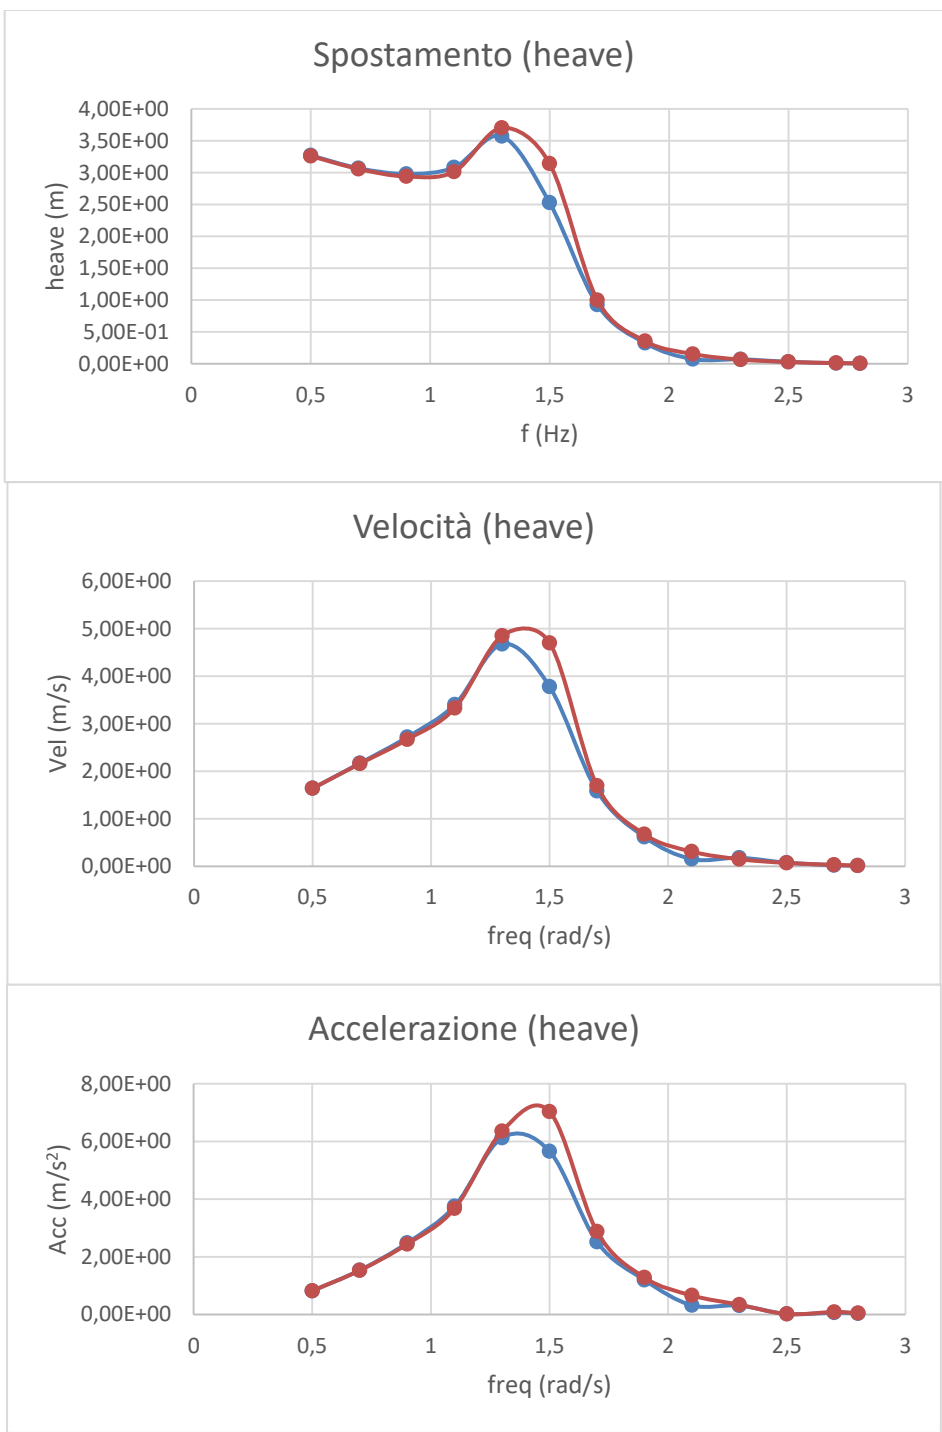 Spostamento (heave)
4,00E+00
3,50E+00
3,00E+00
2,50E+00
2,00E+00
1,50E+00
1,00E+00
5,00E-01
0,00E+00
heave (m)
0 0,5 1 1,5 2 2,5 3
f (Hz)
Velocità (heave)
6,00E+00
5,00E+00
4,00E+00
3,00E+00
2,00E+00
1,00E+00
0,00E+00
Vel (m/s)
0 0,5 1 1,5 2 2,5 3
freq (rad/s)
Accelerazione (heave)
8,00E+00
6,00E+00
4,00E+00
2,00E+00
0,00E+00
Acc (m/s²)
0 0,5 1 1,5 2 2,5 3
freq (rad/s)